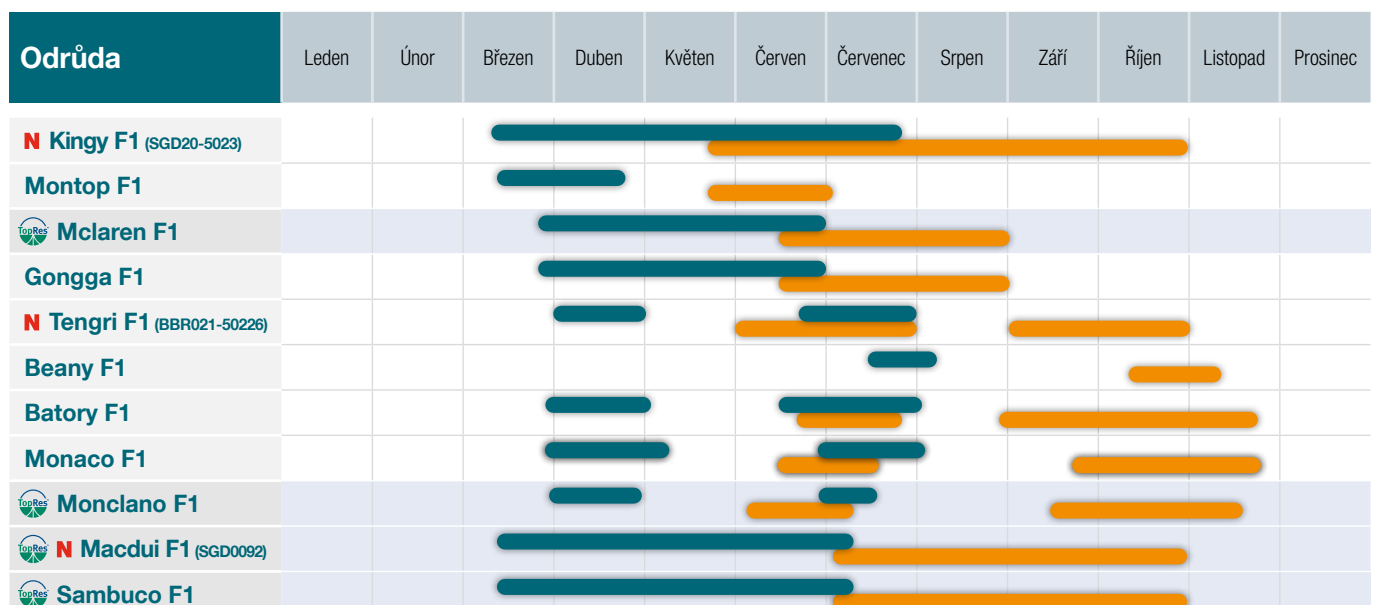 Odrůda Leden Únor Březen Duben Květen Červen Červenec Srpen Září Říjen Listopad Prosinec
N Kingy F1 (SGD20-5023)
Montop F1
TopRes Mclaren F1
Gongga F1
N Tengri F1 (BBR021-50226)
Beany F1
Batory F1
Monaco F1
TopRes Monclano F1
TopRes N Macdui F1 (SGD0092)
TopRes Sambuco F1